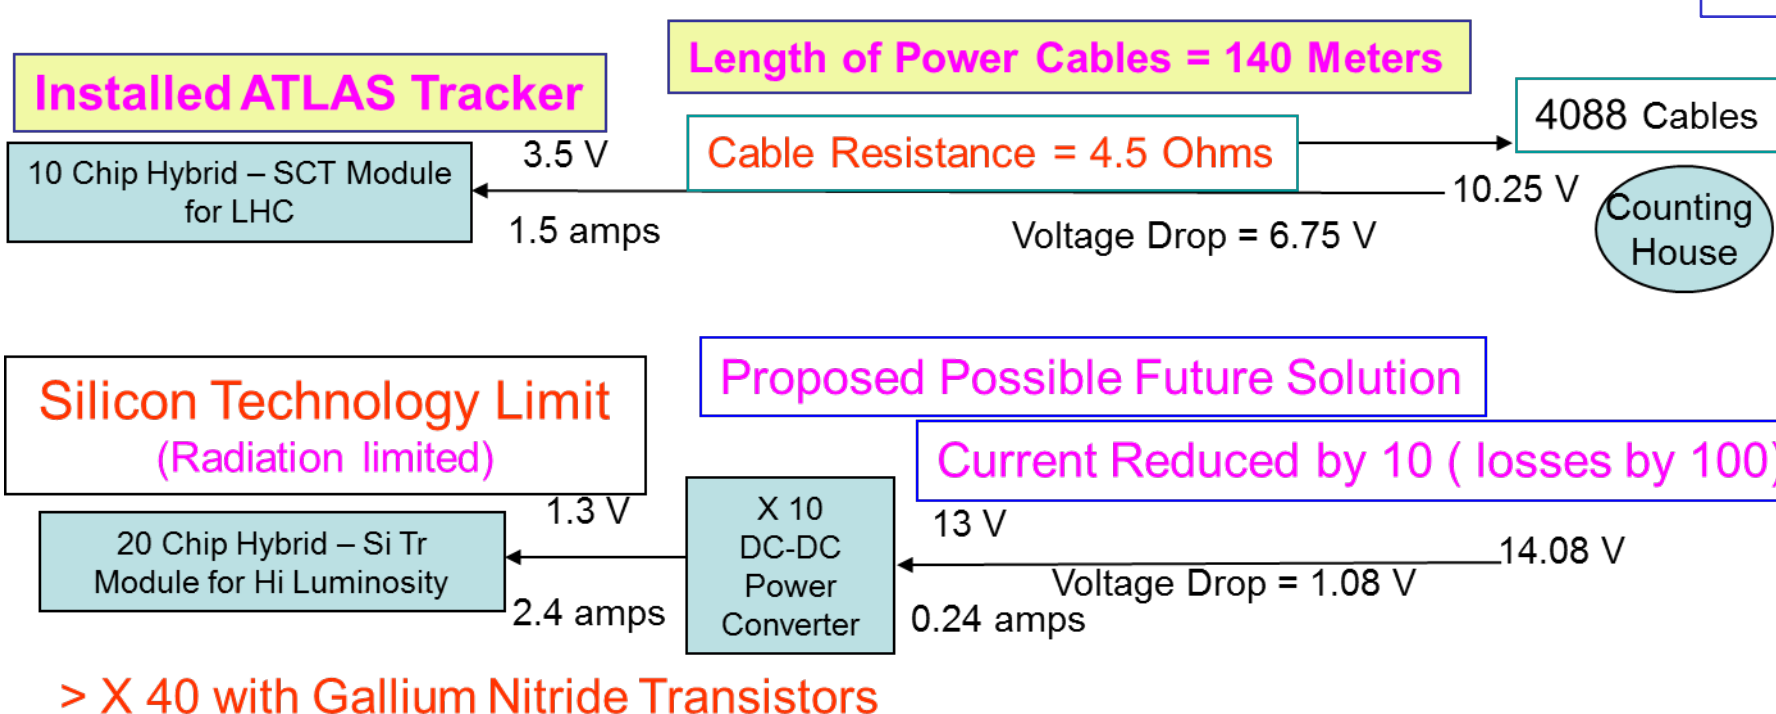 Length of Power Cables = 140 Meters
Installed ATLAS Tracker
4088 Cables
3.5 V
Cable Resistance = 4.5 Ohms
10 Chip Hybrid – SCT Module
for LHC
10.25 V
1.5 amps
Voltage Drop = 6.75 V
Counting
House
Proposed Possible Future Solution
Silicon Technology Limit
(Radiation limited)
Current Reduced by 10 ( losses by 100)
1.3 V
X 10
DC-DC
Power
Converter
13 V
20 Chip Hybrid – Si Tr
Module for Hi Luminosity
14.08 V
Voltage Drop = 1.08 V
2.4 amps
0.24 amps
> X 40 with Gallium Nitride Transistors